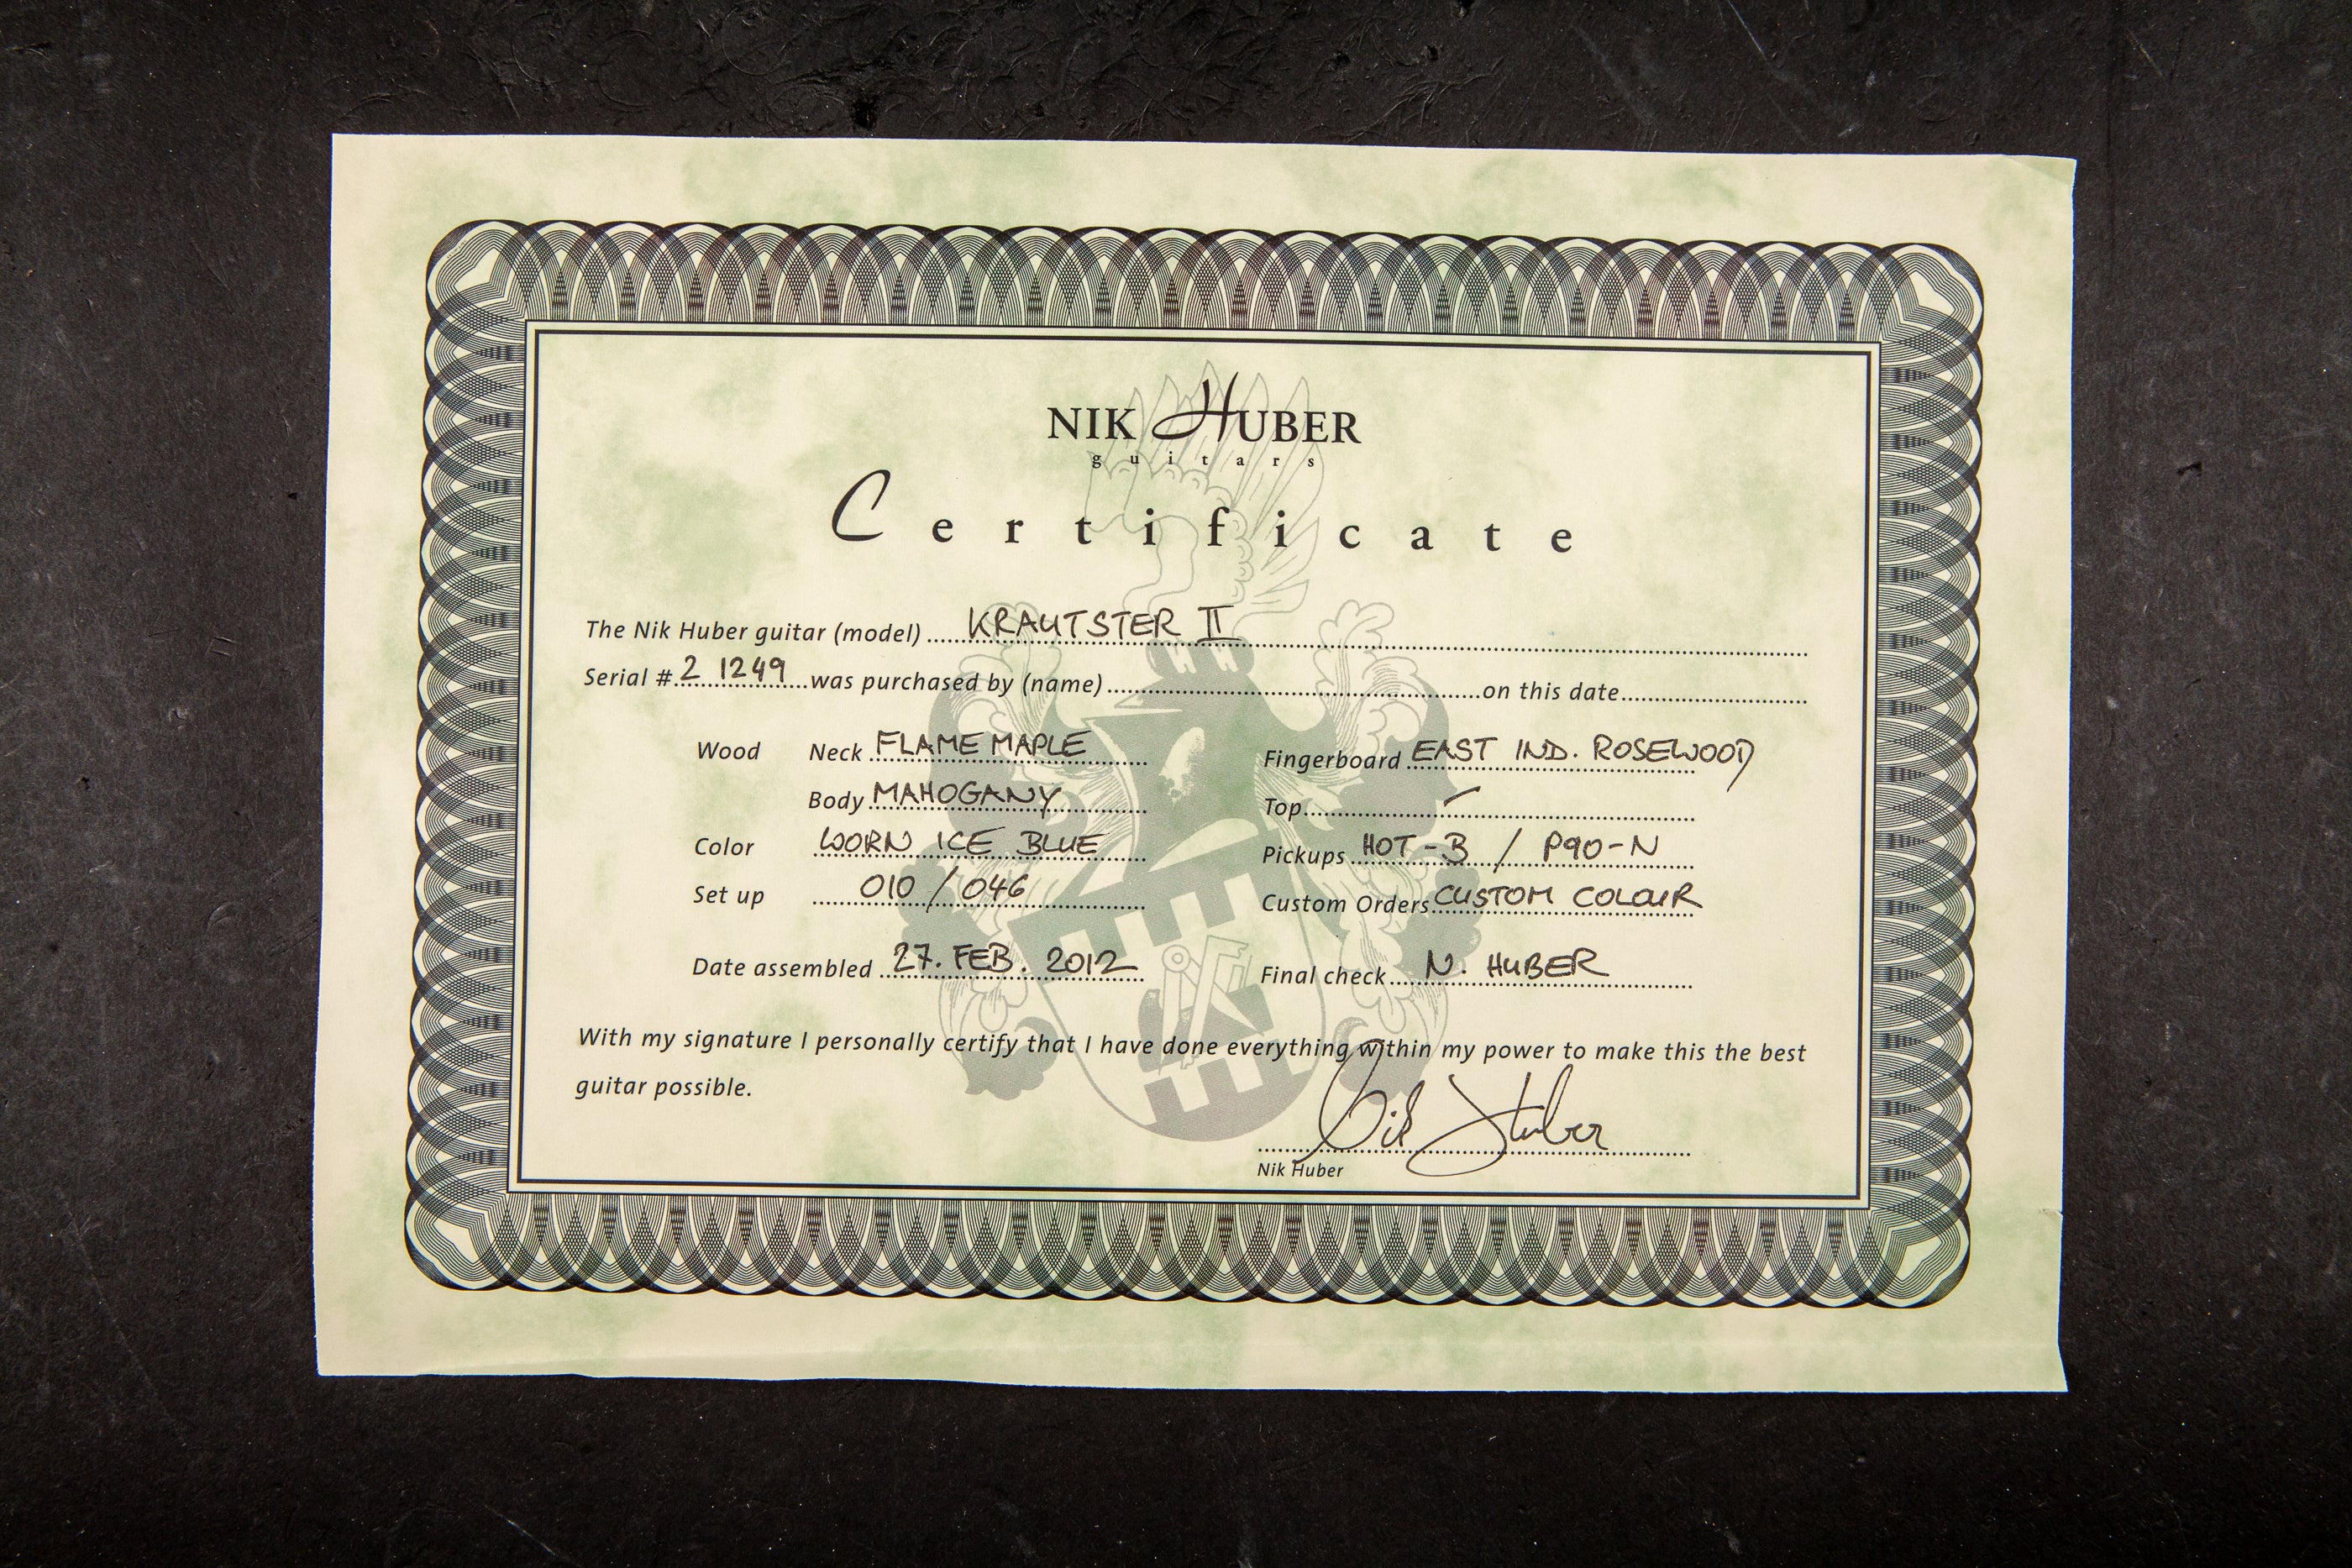 NIK HUBER
guitars
Certificate
The Nik Huber guitar (model) KRAUTSTER II
Serial # 2 1249 was purchased by (name) on this date
Wood Neck FLAME MAPLE Fingerboard EAST IND. ROSEWOOD
Body MAHOGANY Top –
Color WORN ICE BLUE Pickups HOT-B / P90-N
Set up 010 / 046 Custom Orders CUSTOM COLOUR
Date assembled 27. FEB. 2012 Final check N. HUBER
With my signature I personally certify that I have done everything within my power to make this the best
guitar possible.
Nik Huber
Nik Huber